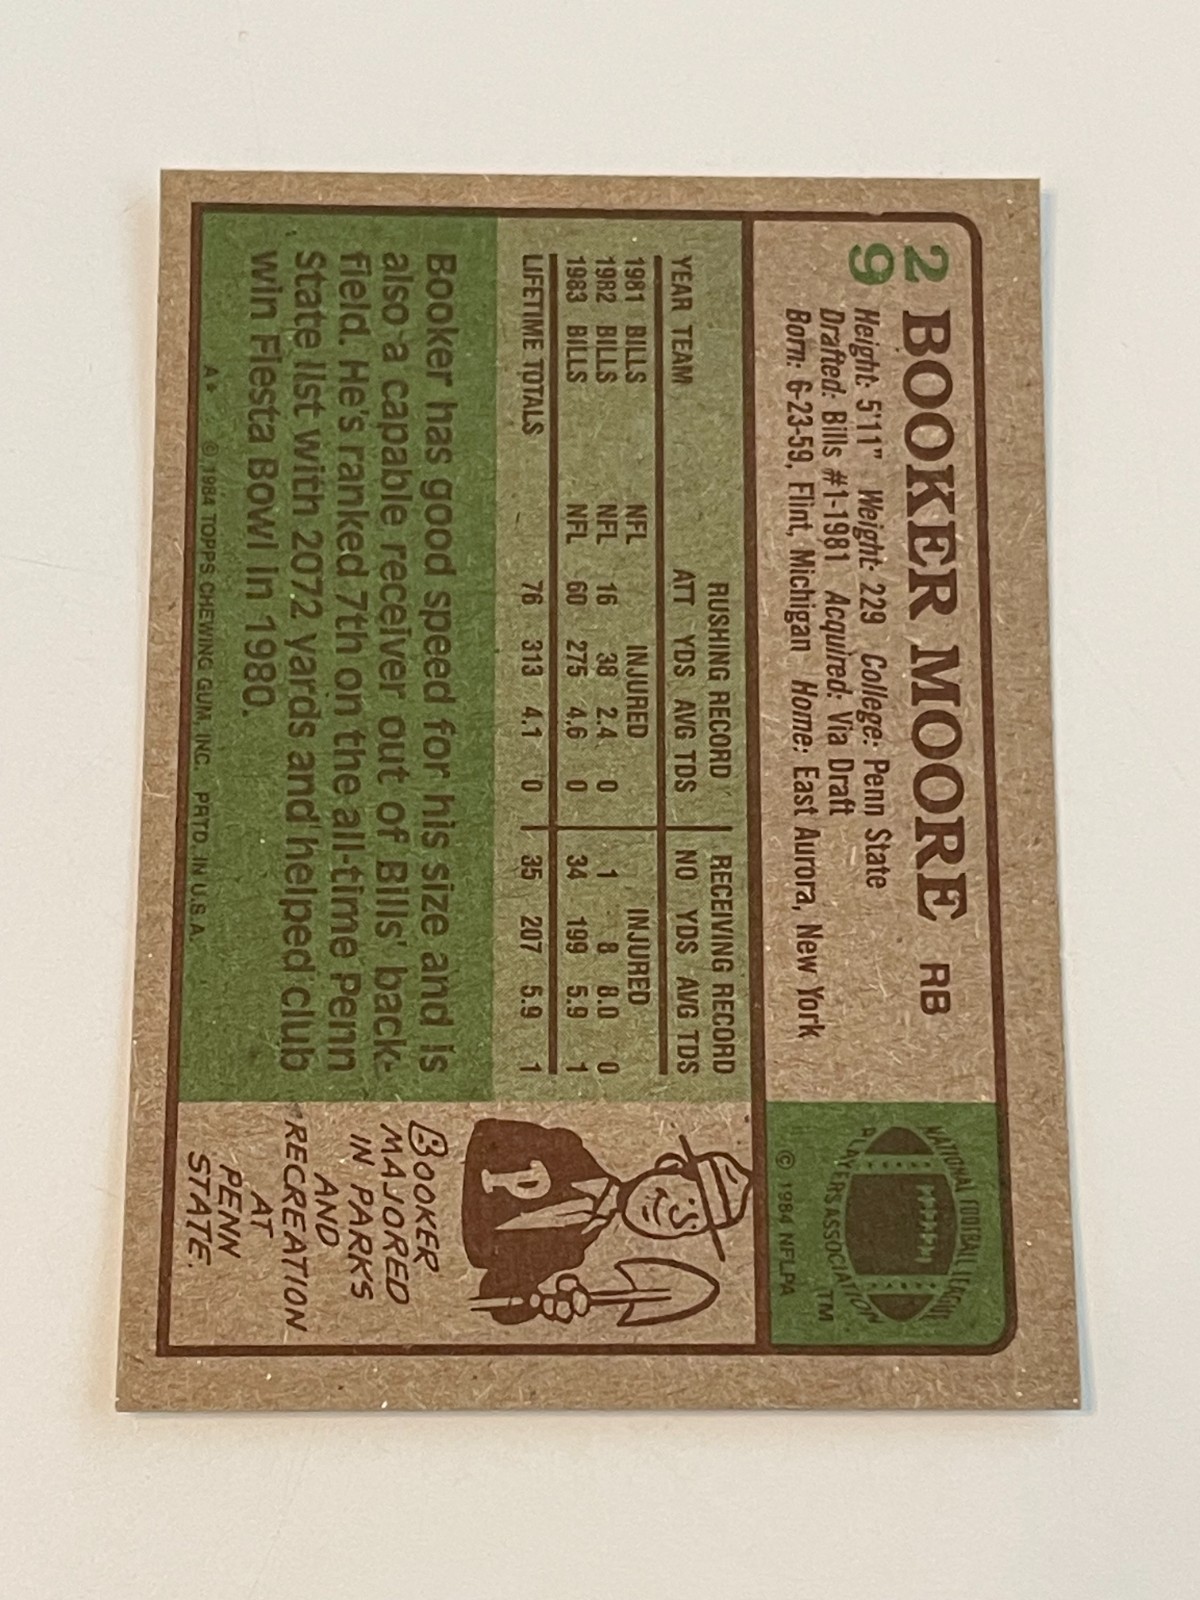 29 BOOKER MOORE RB
Height: 5'11" Weight: 229 College: Penn State
Drafted: Bills #1-1981 Acquired: Via Draft
Born: 6-23-59, Flint, Michigan Home: East Aurora, New York
NATIONAL FOOTBALL LEAGUE
PLAYERS ASSOCIATION TM
© 1984 NFLPA
RUSHING RECORD RECEIVING RECORD
YEAR TEAM ATT YDS AVG TDS NO YDS AVG TDS
1981 BILLS NFL INJURED INJURED
1982 BILLS NFL 16 38 2.4 0 1 8 8.0 0
1983 BILLS NFL 60 275 4.6 0 34 199 5.9 1
LIFETIME TOTALS 76 313 4.1 0 35 207 5.9 1
Booker has good speed for his size and is
also a capable receiver out of Bills' back-
field. He's ranked 7th on the all-time Penn
State list with 2072 yards and helped club
win Fiesta Bowl in 1980.
A* © 1984 TOPPS CHEWING GUM, INC. PRTD. IN U.S.A.
P
BOOKER
MAJORED
IN PARKS
AND
RECREATION
AT
PENN
STATE.